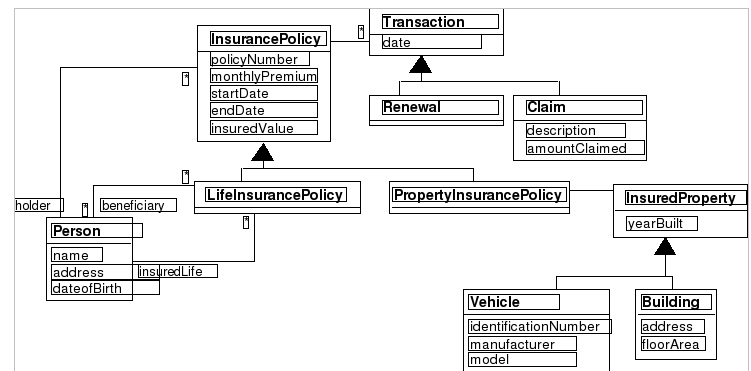 Transaction
date
*
InsurancePolicy
policyNumber
monthlyPremium
startDate
endDate
insuredValue
*
Renewal
Claim
description
amountClaimed
*
LifeInsurancePolicy
PropertyInsurancePolicy
InsuredProperty
yearBuilt
holder
*
beneficiary
*
Person
name
address
dateofBirth
insuredLife
Vehicle
identificationNumber
manufacturer
model
Building
address
floorArea